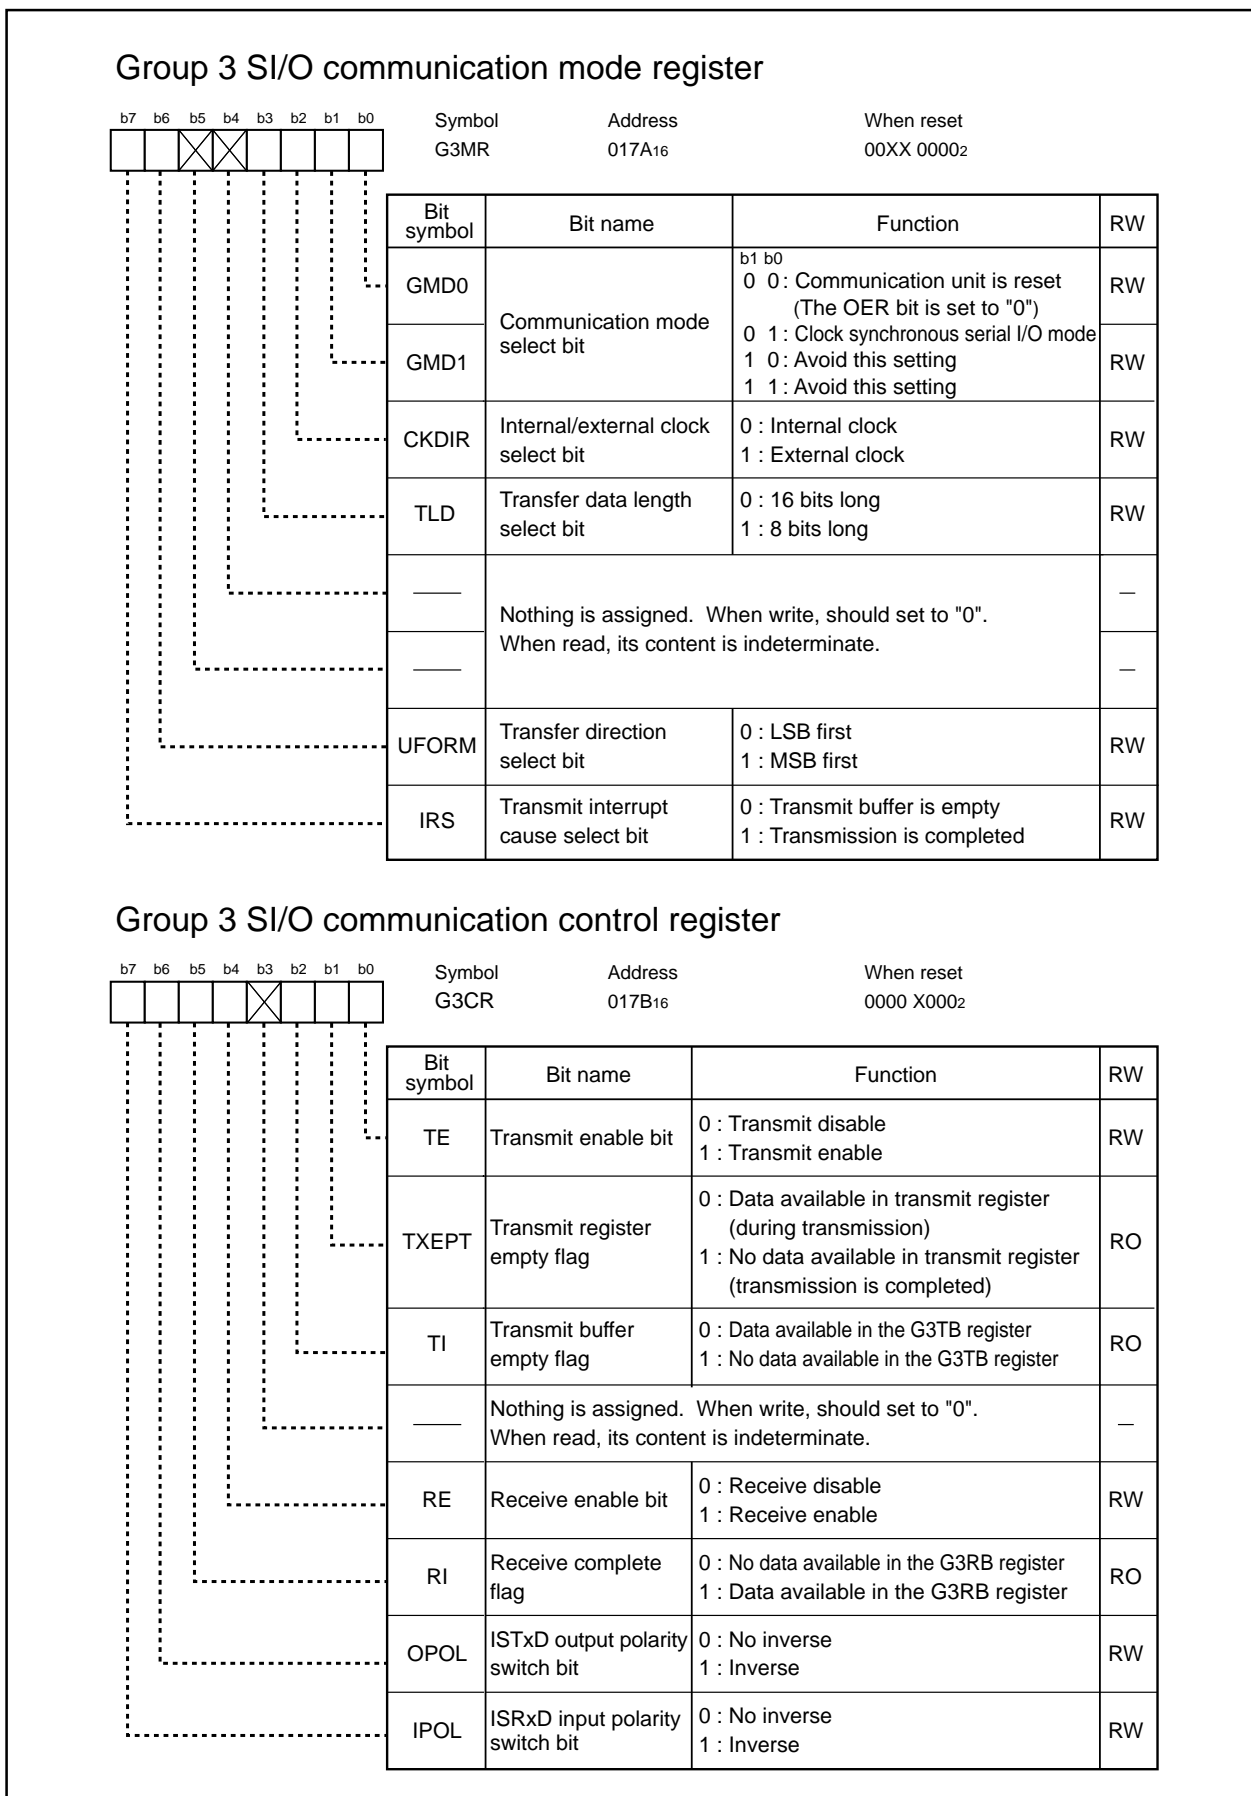 Group 3 SI/O communication mode register
b7 b6 b5 b4 b3 b2 b1 b0
Symbol Address When reset
G3MR 017A16 00XX 00002
Bit symbol Bit name Function RW
GMD0
GMD1
Communication mode
select bit
b1 b0
0 0 : Communication unit is reset
(The OER bit is set to "0")
0 1 : Clock synchronous serial I/O mode
1 0 : Avoid this setting
1 1 : Avoid this setting
RW
RW
CKDIR
Internal/external clock
select bit
0 : Internal clock
1 : External clock
RW
TLD
Transfer data length
select bit
0 : 16 bits long
1 : 8 bits long
RW
Nothing is assigned. When write, should set to "0".
When read, its content is indeterminate.
UFORM
Transfer direction
select bit
0 : LSB first
1 : MSB first
RW
IRS
Transmit interrupt
cause select bit
0 : Transmit buffer is empty
1 : Transmission is completed
RW
Group 3 SI/O communication control register
b7 b6 b5 b4 b3 b2 b1 b0
Symbol Address When reset
G3CR 017B16 0000 X0002
Bit symbol Bit name Function RW
TE
Transmit enable bit
0 : Transmit disable
1 : Transmit enable
RW
TXEPT
Transmit register
empty flag
0 : Data available in transmit register
(during transmission)
1 : No data available in transmit register
(transmission is completed)
RO
TI
Transmit buffer
empty flag
0 : Data available in the G3TB register
1 : No data available in the G3TB register
RO
Nothing is assigned. When write, should set to "0".
When read, its content is indeterminate.
RE
Receive enable bit
0 : Receive disable
1 : Receive enable
RW
RI
Receive complete
flag
0 : No data available in the G3RB register
1 : Data available in the G3RB register
RO
OPOL
ISTxD output polarity
switch bit
0 : No inverse
1 : Inverse
RW
IPOL
ISRxD input polarity
switch bit
0 : No inverse
1 : Inverse
RW